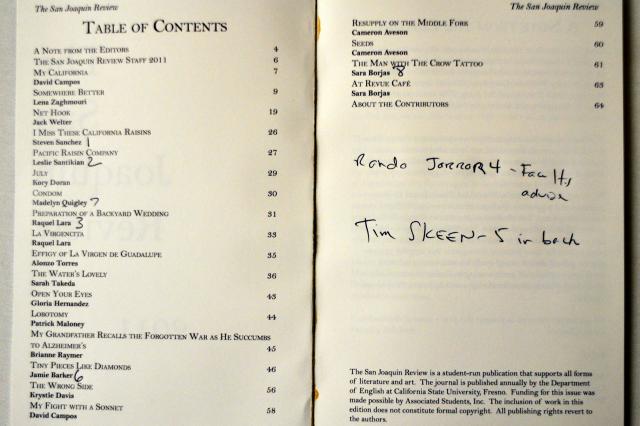 The San Joaquin Review
TABLE OF CONTENTS
A NOTE FROM THE EDITORS 4
THE SAN JOAQUIN REVIEW STAFF 2011 6
MY CALIFORNIA 7
David Campos
SOMEWHERE BETTER 9
Lena Zaghmouri
NET HOOK 19
Jack Welter
I MISS THESE CALIFORNIA RAISINS 26
Steven Sanchez 1
PACIFIC RAISIN COMPANY 27
Leslie Santikian 2
JULY 29
Kory Doran
CONDOM 30
Madelyn Quigley 7
PREPARATION OF A BACKYARD WEDDING 31
Raquel Lara 3
LA VIRGENCITA 33
Raquel Lara
EFFIGY OF LA VIRGEN DE GUADALUPE 35
Alonzo Torres
THE WATER'S LOVELY 36
Sarah Takeda
OPEN YOUR EYES 43
Gloria Hernandez
LOBOTOMY 44
Patrick Maloney
MY GRANDFATHER RECALLS THE FORGOTTEN WAR AS HE SUCCUMBS
TO ALZHEIMER'S 45
Brianne Raymer
TINY PIECES LIKE DIAMONDS 46
Jamie Barker 6
THE WRONG SIDE 56
Krystle Davis
MY FIGHT WITH A SONNET 58
David Campos
The San Joaquin Review
RESUPPLY ON THE MIDDLE FORK 59
Cameron Aveson
SEEDS 60
Cameron Aveson
THE MAN WITH THE CROW TATTOO 61
Sara Borjas 8
AT REVUE CAFÉ 63
Sara Borjas
ABOUT THE CONTRIBUTORS 64
4 - Faculty
Tim SKEEN - 5 in back
The San Joaquin Review is a student-run publication that supports all forms
of literature and art. The journal is published annually by the Department
of English at California State University, Fresno. Funding for this issue was
made possible by Associated Students, Inc. The inclusion of work in this
edition does not constitute formal copyright. All publishing rights revert to
the authors.